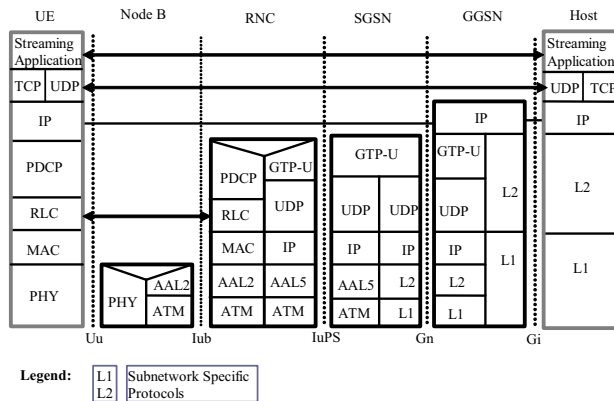 UE Node B RNC SGSN GGSN Host
Streaming
Application
TCP UDP
IP
PDCP
RLC
MAC
PHY
PHY AAL2
ATM
PDCP GTP-U
RLC UDP
MAC IP
AAL2 AAL5
ATM ATM
GTP-U
UDP UDP
IP IP
AAL5 L2
ATM L1
IP
GTP-U
UDP
IP
L2
L1
L2
L1
Streaming
Application
UDP TCP
IP
L2
L1
Uu Iub IuPS Gn Gi
Legend: L1 Subnetwork Specific
L2 Protocols